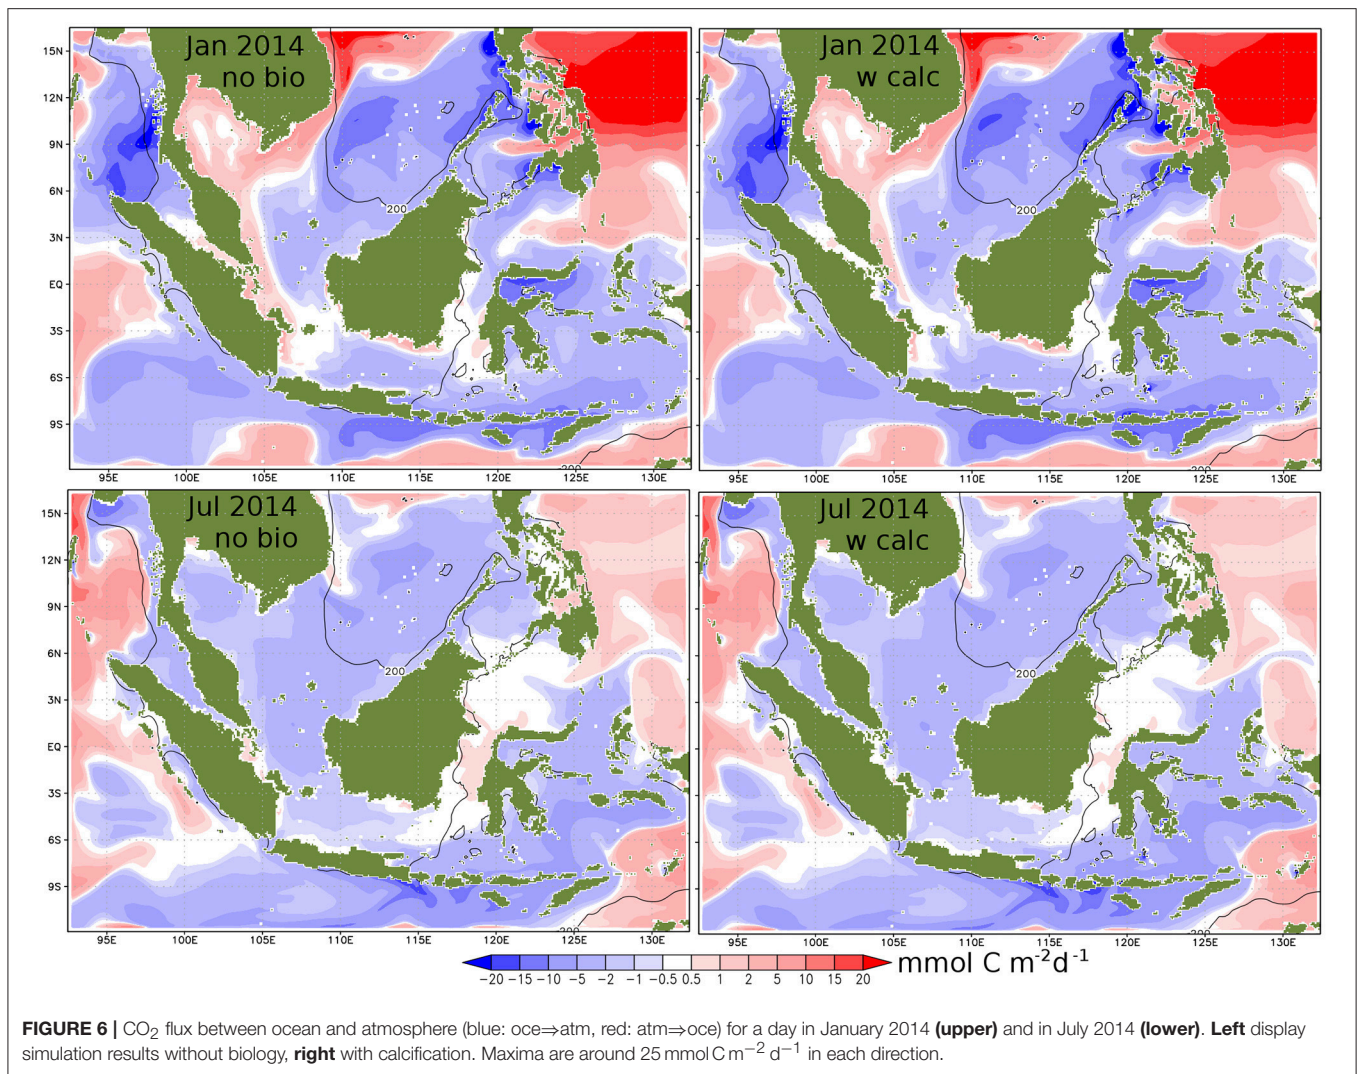 Jan 2014
no bio
15N
12N
9N
6N
3N
EQ
3S
6S
9S
200
95E 100E 105E 110E 115E 120E 125E 130E
Jan 2014
w calc
200
95E 100E 105E 110E 115E 120E 125E 130E
Jul 2014
no bio
15N
12N
9N
6N
3N
EQ
3S
6S
9S
200
95E 100E 105E 110E 115E 120E 125E 130E
Jul 2014
w calc
200
95E 100E 105E 110E 115E 120E 125E 130E
−20 −15 −10 −5 −2 −1 −0.5 0.5 1 2 5 10 15 20
mmol C m⁻²d⁻¹
FIGURE 6 | CO₂ flux between ocean and atmosphere (blue: oce⇒atm, red: atm⇒oce) for a day in January 2014 (upper) and in July 2014 (lower). Left display
simulation results without biology, right with calcification. Maxima are around 25 mmol C m⁻² d⁻¹ in each direction.